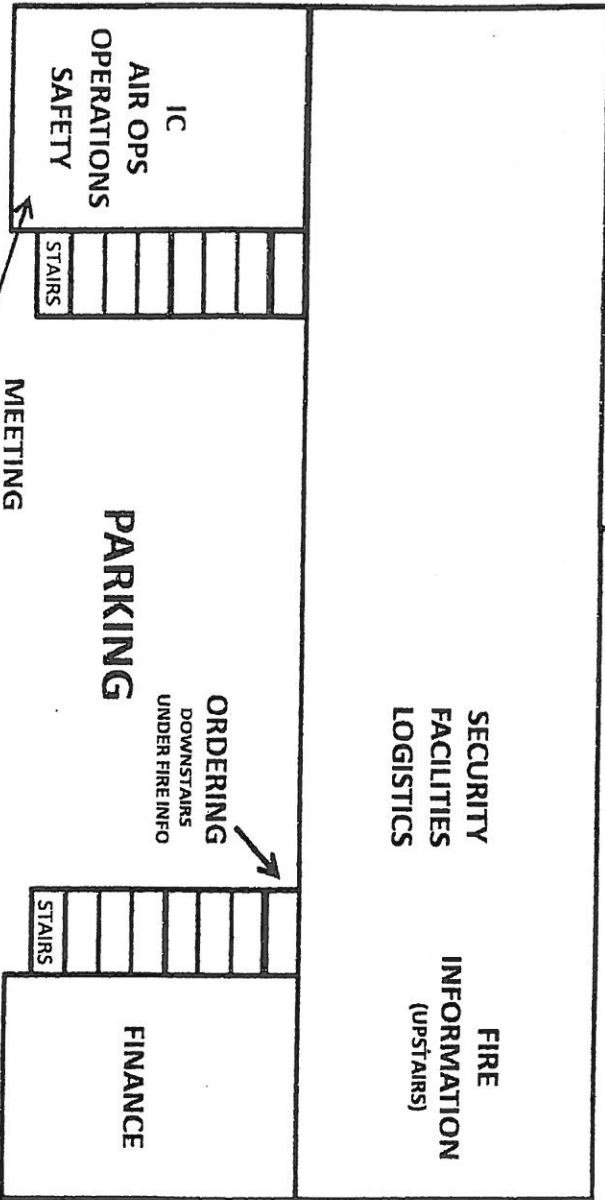 IC
AIR OPS
OPERATIONS
SAFETY
STAIRS
MEETING
PARKING
ORDERING
DOWNSTAIRS
UNDER FIRE INFO
SECURITY
FACILITIES
LOGISTICS
FIRE
INFORMATION
(UPSTAIRS)
STAIRS
FINANCE